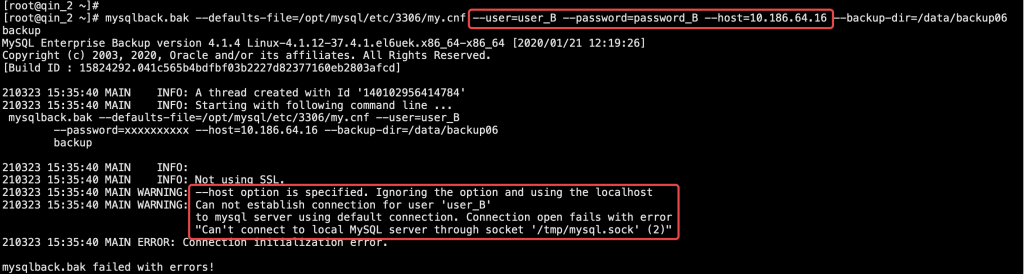 [root@qin_2 ~]#
[root@qin_2 ~]# mysqlback.bak --defaults-file=/opt/mysql/etc/3306/my.cnf --user=user_B --password=password_B --host=10.186.64.16 --backup-dir=/data/backup06
backup
MySQL Enterprise Backup version 4.1.4 Linux-4.1.12-37.4.1.el6uek.x86_64-x86_64 [2020/01/21 12:19:26]
Copyright (c) 2003, 2020, Oracle and/or its affiliates. All Rights Reserved.
[Build ID : 15824292.041c565b4bdfbf03b2227d82377160eb2803afcd]
210323 15:35:40 MAIN    INFO: A thread created with Id '140102956414784'
210323 15:35:40 MAIN    INFO: Starting with following command line ...
mysqlback.bak --defaults-file=/opt/mysql/etc/3306/my.cnf --user=user_B
--password=xxxxxxxxxx --host=10.186.64.16 --backup-dir=/data/backup06
backup
210323 15:35:40 MAIN    INFO:
210323 15:35:40 MAIN    INFO: Not using SSL.
210323 15:35:40 MAIN WARNING: --host option is specified. Ignoring the option and using the localhost
210323 15:35:40 MAIN WARNING: Can not establish connection for user 'user_B'
to mysql server using default connection. Connection open fails with error
"Can't connect to local MySQL server through socket '/tmp/mysql.sock' (2)"
210323 15:35:40 MAIN ERROR: Connection initialization error.
mysqlback.bak failed with errors!